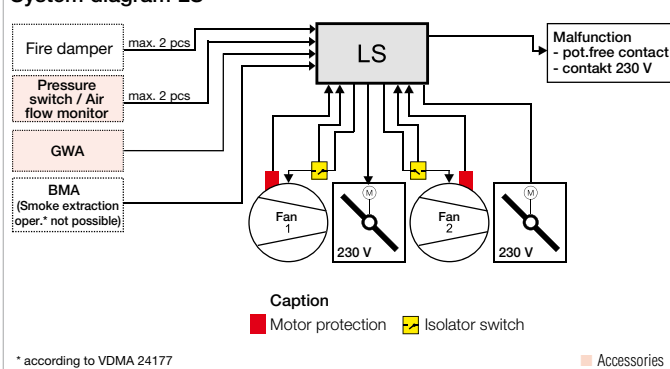 System diagram LS
Fire damper
max. 2 pcs
Pressure
switch / Air
flow monitor
max. 2 pcs
GWA
BMA
(Smoke extraction
oper.* not possible)
LS
Malfunction
- pot.free contact
- contakt 230 V
Fan
1
M
230 V
Fan
2
M
230 V
Caption
Motor protection
Isolator switch
* according to VDMA 24177
Accessories